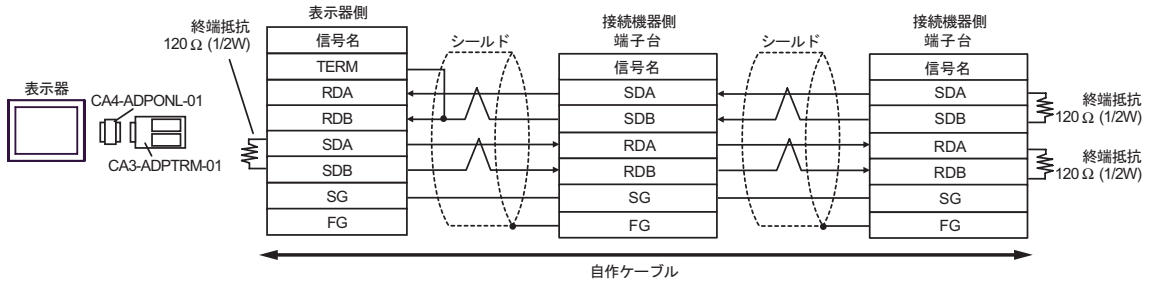 表示器
CA4-ADPONL-01
CA3-ADPTRM-01
終端抵抗
120 Ω (1/2W)
表示器側
信号名
TERM
RDA
RDB
SDA
SDB
SG
FG
シールド
接続機器側
端子台
信号名
SDA
SDB
RDA
RDB
SG
FG
シールド
接続機器側
端子台
信号名
SDA
SDB
RDA
RDB
SG
FG
終端抵抗
120 Ω (1/2W)
終端抵抗
120 Ω (1/2W)
自作ケーブル